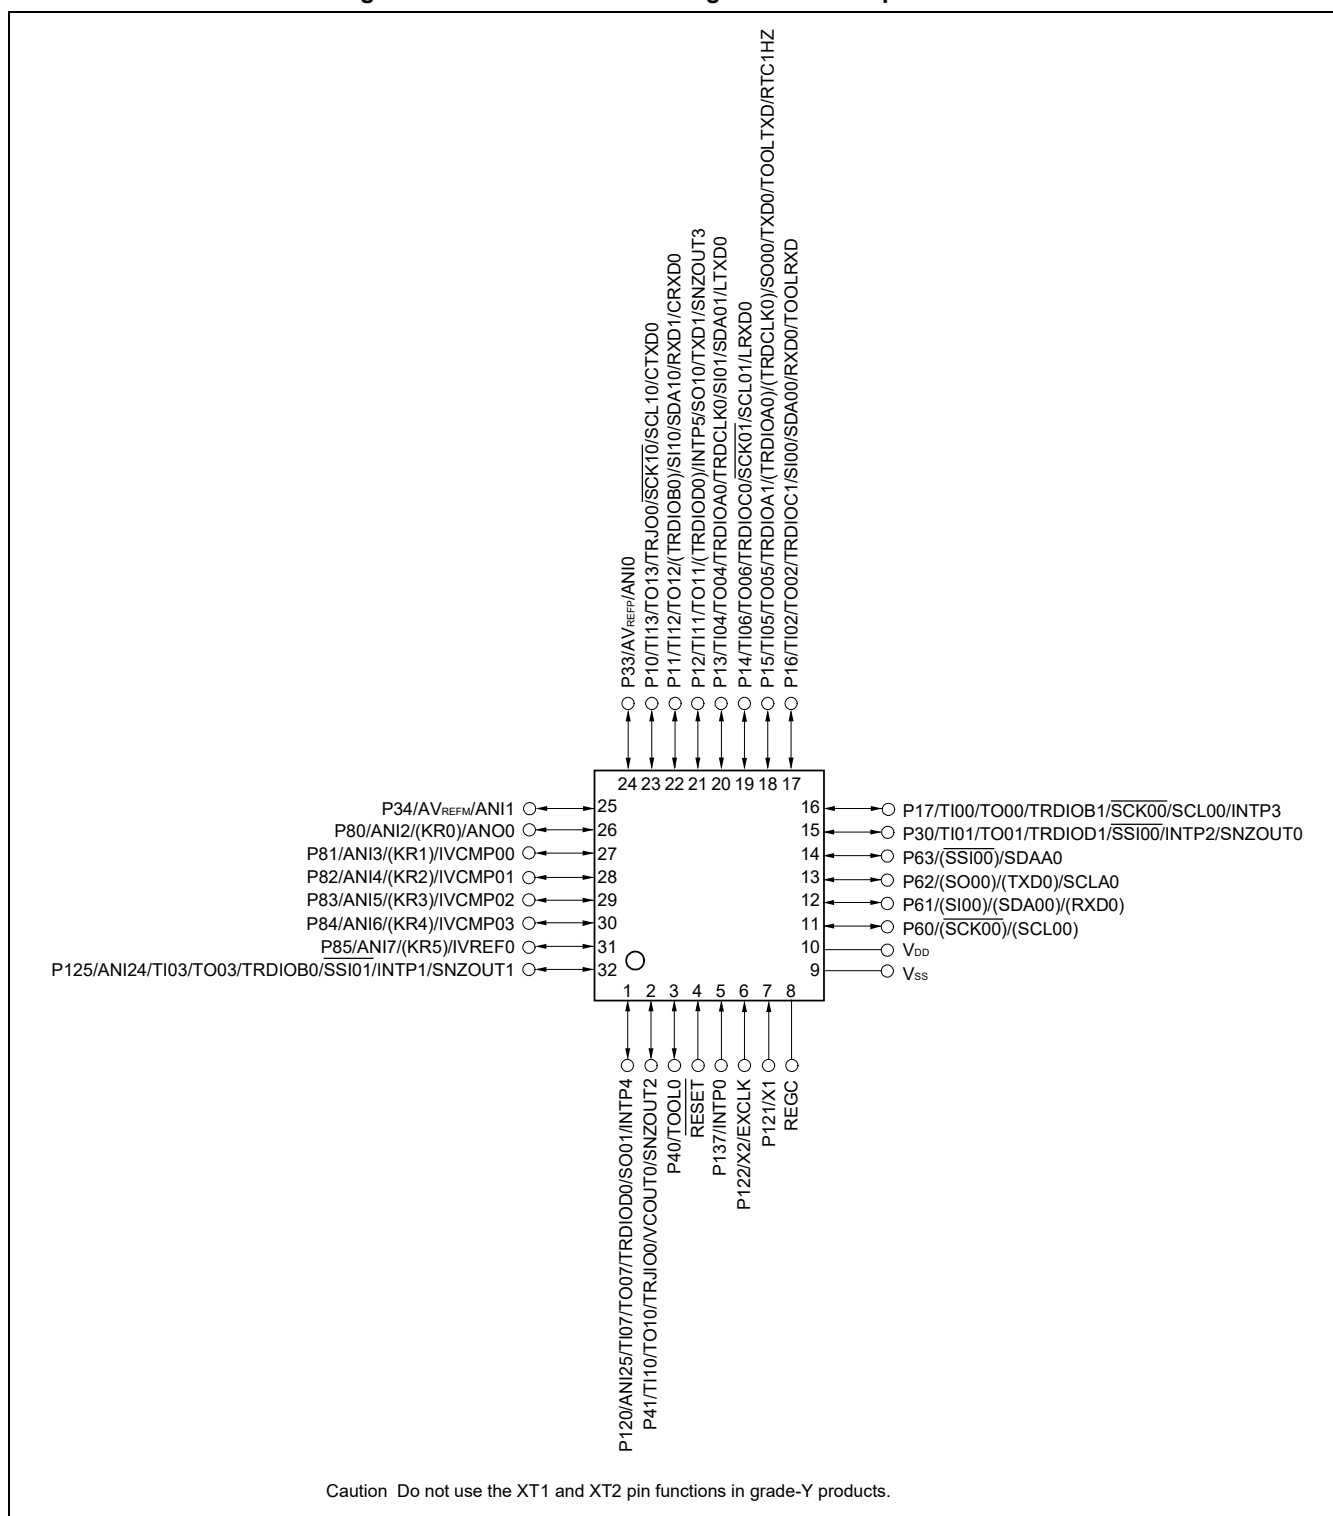 P33/AVREFP/ANI0
P10/TI13/TO13/TRJO0/SCK10/SCL10/CTXD0
P11/TI12/TO12/(TRDIOB0)/SI10/SDA10/RXD1/CRXD0
P12/TI11/TO11/(TRDIOD0)/INTP5/SO10/TXD1/SNZOUT3
P13/TI04/TO04/TRDIOA0/TRDCLK0/SI01/SDA01/LTXD0
P14/TI06/TO06/TRDIOC0/SCK01/SCL01/LRXD0
P15/TI05/TO05/TRDIOA1/(TRDIOA0)/(TRDCLK0)/SO00/TXD0/TOOLTXD/RTC1HZ
P16/TI02/TO02/TRDIOC1/SI00/SDA00/RXD0/TOOLRXD
24 23 22 21 20 19 18 17
P34/AVREFM/ANI1 25
P80/ANI2/(KR0)/ANO0 26
P81/ANI3/(KR1)/IVCMP00 27
P82/ANI4/(KR2)/IVCMP01 28
P83/ANI5/(KR3)/IVCMP02 29
P84/ANI6/(KR4)/IVCMP03 30
P85/ANI7/(KR5)/IVREF0 31
P125/ANI24/TI03/TO03/TRDIOB0/SSI01/INTP1/SNZOUT1 32
16 P17/TI00/TO00/TRDIOB1/SCK00/SCL00/INTP3
15 P30/TI01/TO01/TRDIOD1/SSI00/INTP2/SNZOUT0
14 P63/(SSI00)/SDAA0
13 P62/(SO00)/(TXD0)/SCLA0
12 P61/(SI00)/(SDA00)/(RXD0)
11 P60/(SCK00)/(SCL00)
10 VDD
9 VSS
1 2 3 4 5 6 7 8
P120/ANI25/TI07/TO07/TRDIOD0/SO01/INTP4
P41/TI10/TO10/TRJIO0/VCOUT0/SNZOUT2
P40/TOOL0
RESET
P137/INTP0
P122/X2/EXCLK
P121/X1
REGC
Caution Do not use the XT1 and XT2 pin functions in grade-Y products.